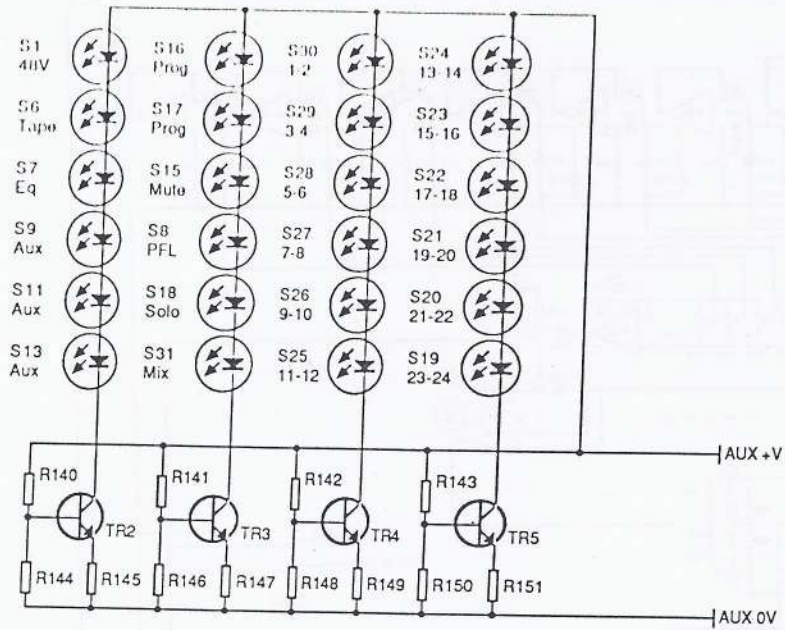 S1
48V
S6
Tape
S7
Eq
S9
Aux
S11
Aux
S13
Aux
S16
Prog
S17
Prog
S15
Mute
S8
PFL
S18
Solo
S31
Mix
S30
1-2
S29
3-4
S28
5-6
S27
7-8
S26
9-10
S25
11-12
S24
13-14
S23
15-16
S22
17-18
S21
19-20
S20
21-22
S19
23-24
AUX +V
R140
R141
R142
R143
TR2
TR3
TR4
TR5
R144
R145
R146
R147
R148
R149
R150
R151
AUX 0V